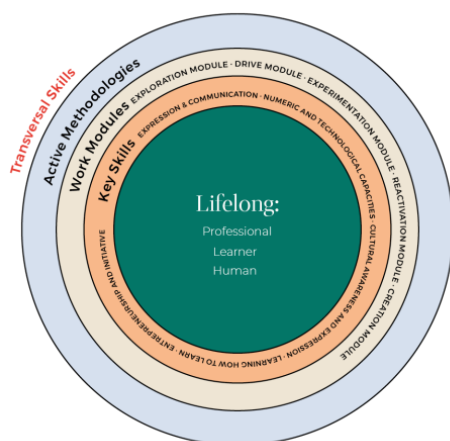 Transversal Skills
Active Methodologies
Work Modules
EXPLORATION MODULE · DRIVE MODULE · EXPERIMENTATION MODULE · REACTIVATION MODULE · CREATION MODULE
Key Skills
EXPRESSION & COMMUNICATION · NUMERIC AND TECHNOLOGICAL CAPACITIES · CULTURAL AWARENESS AND EXPRESSION · LEARNING HOW TO LEARN · ENTREPRENEURSHIP AND INITIATIVE
Lifelong:
Professional
Learner
Human